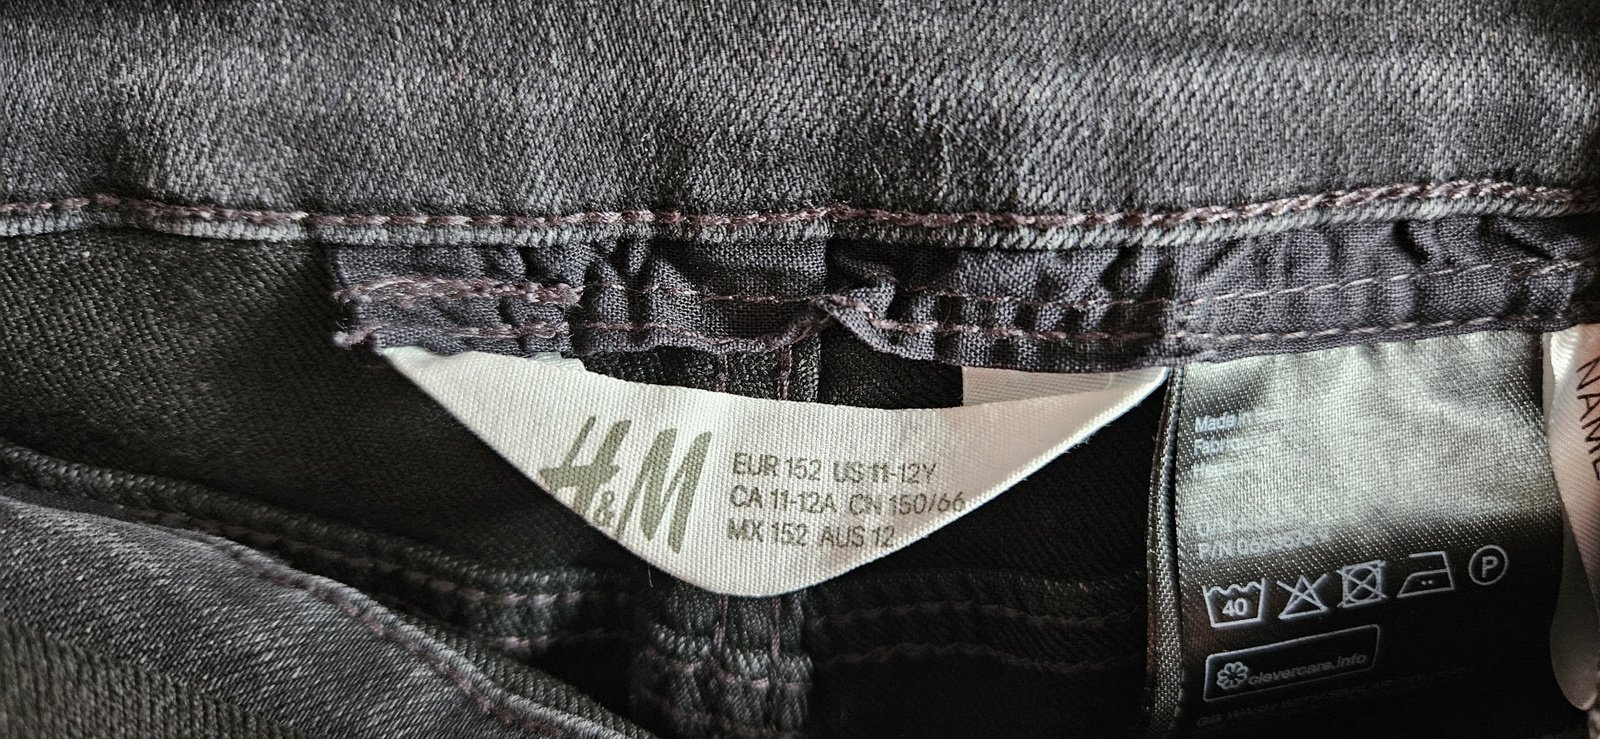 H&M
EUR 152 US 11-12Y
CA 11-12A CN 150/66
MX 152 AUS 12
Made in
P/N
40
P
clevercare.info
NAME